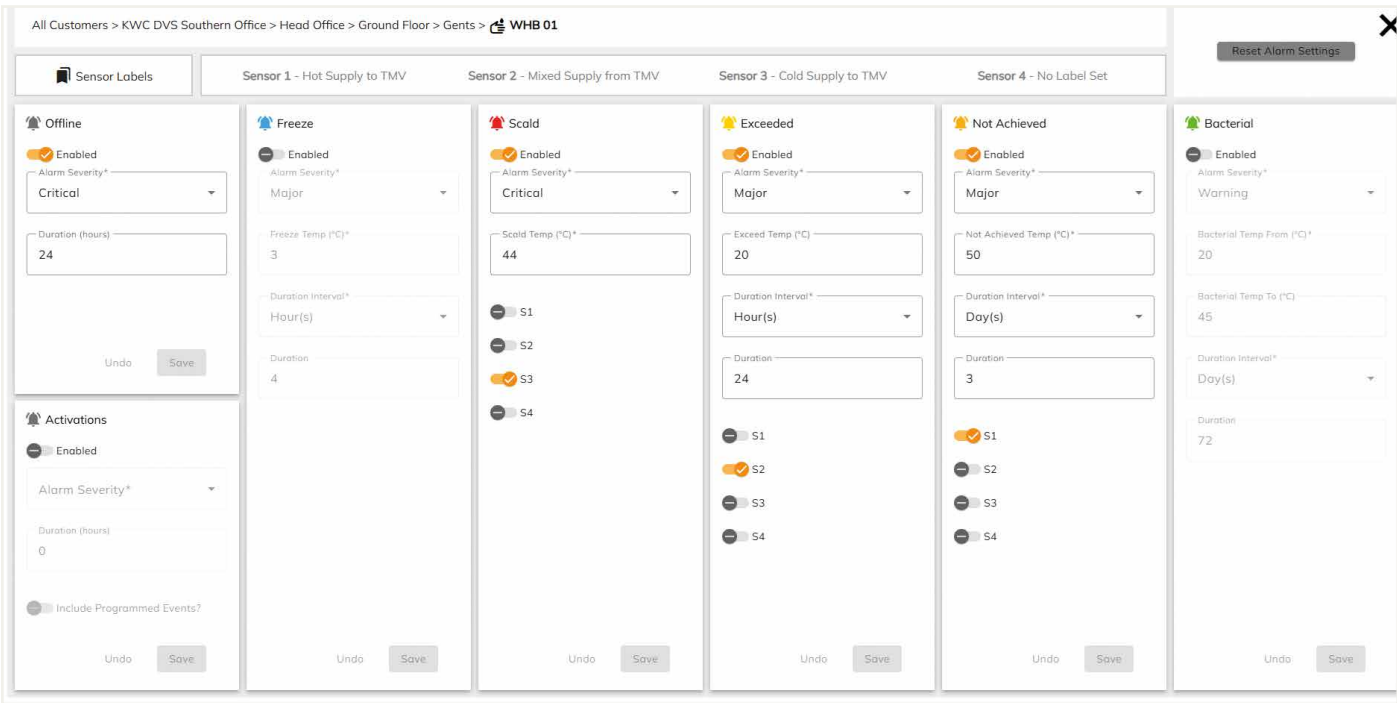 All Customers > KWC DVS Southern Office > Head Office > Ground Floor > Gents > WHB 01
Reset Alarm Settings
Sensor Labels
Sensor 1 - Hot Supply to TMV
Sensor 2 - Mixed Supply from TMV
Sensor 3 - Cold Supply to TMV
Sensor 4 - No Label Set
Offline
Enabled
Alarm Severity*
Critical
Duration (hours)
24
Undo
Save
Activations
Enabled
Alarm Severity*
Duration (hours)
0
Include Programmed Events?
Undo
Save
Freeze
Enabled
Alarm Severity*
Major
Freeze Temp (°C)*
3
Duration Interval*
Hour(s)
Duration
4
Undo
Save
Scald
Enabled
Alarm Severity*
Critical
Scald Temp (°C)*
44
S1
S2
S3
S4
Undo
Save
Exceeded
Enabled
Alarm Severity*
Major
Exceed Temp (°C)
20
Duration Interval*
Hour(s)
Duration
24
S1
S2
S3
S4
Undo
Save
Not Achieved
Enabled
Alarm Severity*
Major
Not Achieved Temp (°C)*
50
Duration Interval*
Day(s)
Duration
3
S1
S2
S3
S4
Undo
Save
Bacterial
Enabled
Alarm Severity*
Warning
Bacterial Temp From (°C)*
20
Bacterial Temp To (°C)
45
Duration Interval*
Day(s)
Duration
72
Undo
Save